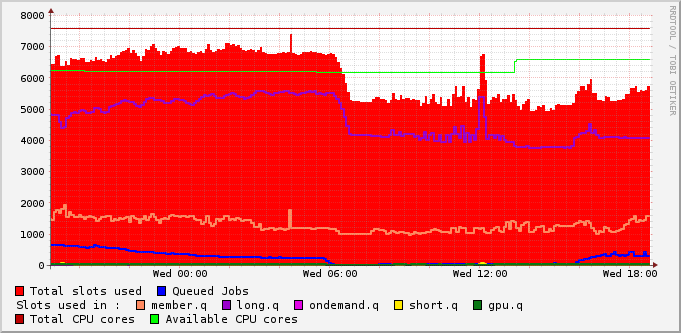 RRDTOOL / TOBI OETIKER
8000
7000
6000
5000
4000
3000
2000
1000
0
Wed 00:00 Wed 06:00 Wed 12:00 Wed 18:00
Total slots used Queued Jobs
Slots used in : member.q long.q ondemand.q short.q gpu.q
Total CPU cores Available CPU cores